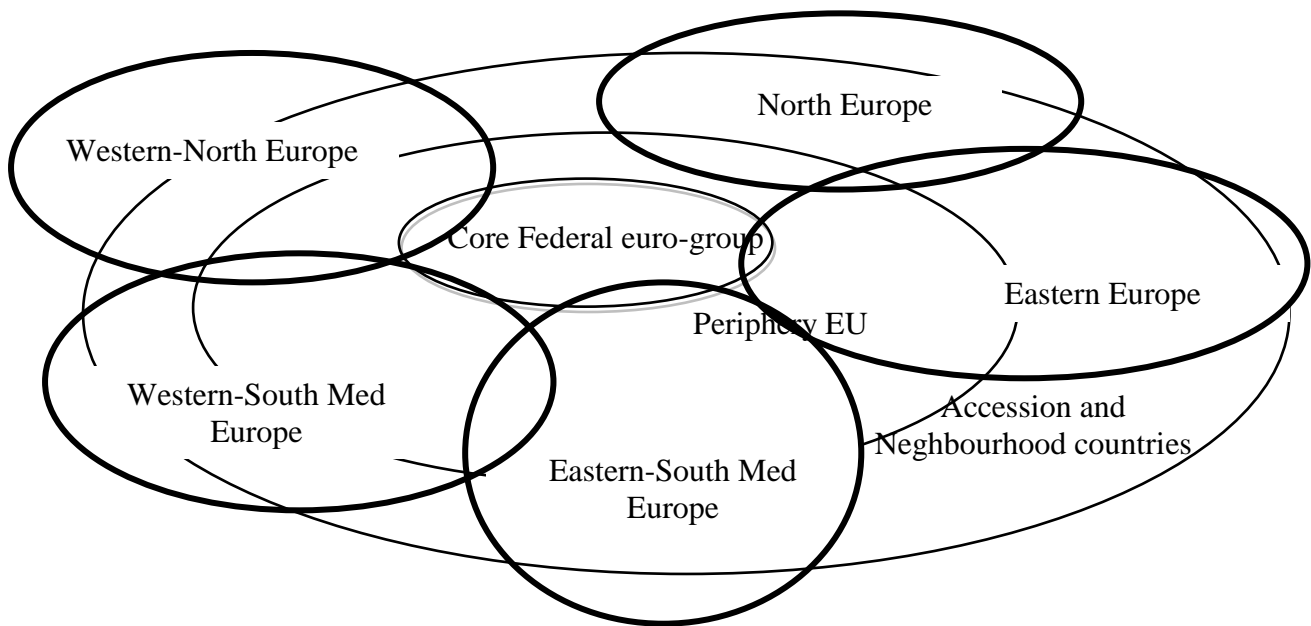 North Europe
Western-North Europe
Core Federal euro-group
Eastern Europe
Periphery EU
Western-South Med
Europe
Accession and
Neghbourhood countries
Eastern-South Med
Europe